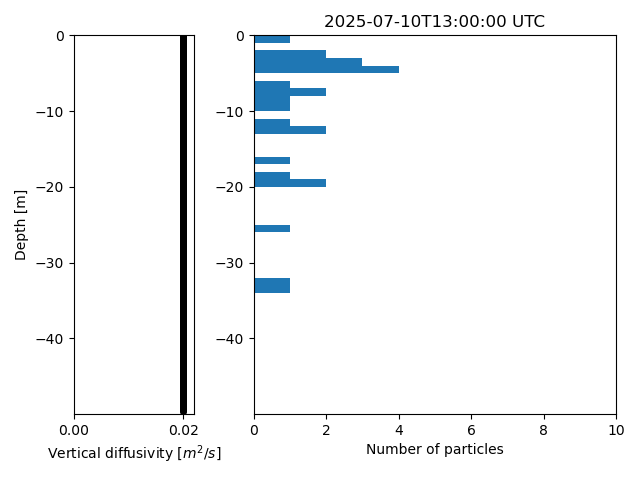 2025-07-10T13:00:00 UTC
0
−10
−20
−30
−40
Depth [m]
0.00 0.02
Vertical diffusivity [m²/s]
0
−10
−20
−30
−40
0 2 4 6 8 10
Number of particles